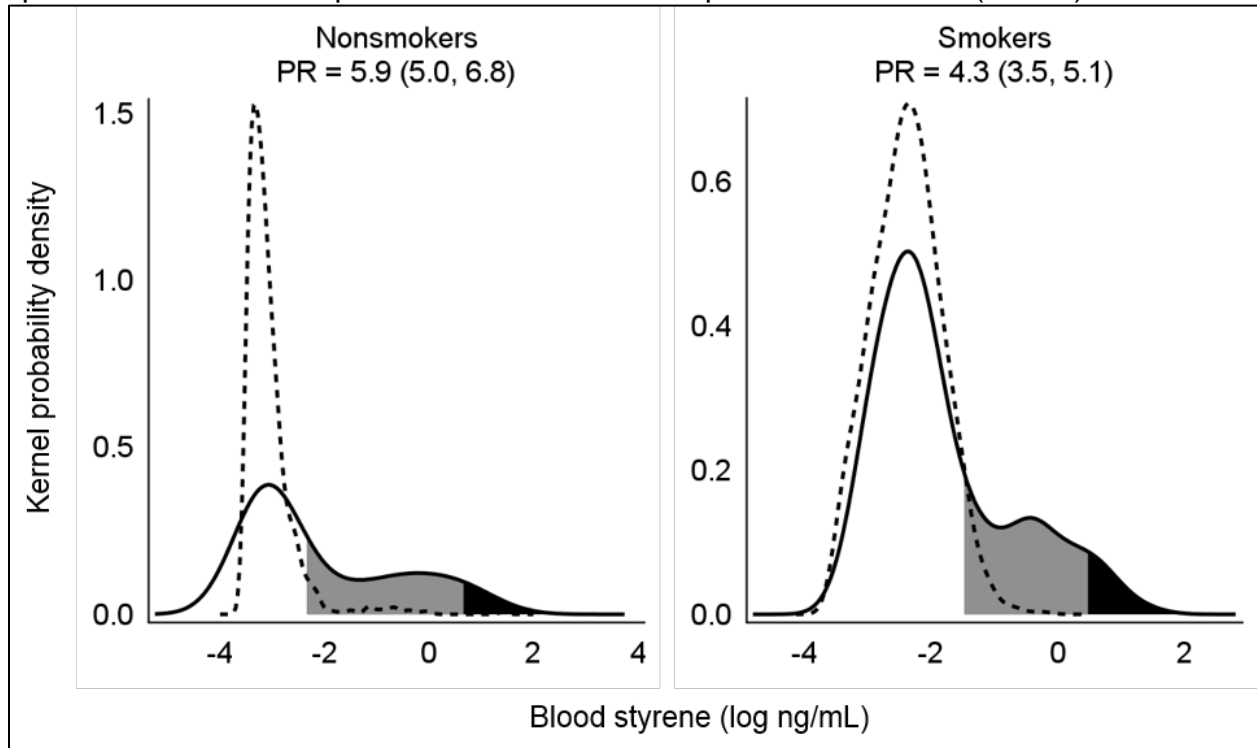 Nonsmokers
PR = 5.9 (5.0, 6.8)
Smokers
PR = 4.3 (3.5, 5.1)
Kernel probability density
1.5
1.0
0.5
0.0
-4 -2 0 2 4
0.6
0.4
0.2
0.0
-4 -2 0 2
Blood styrene (log ng/mL)